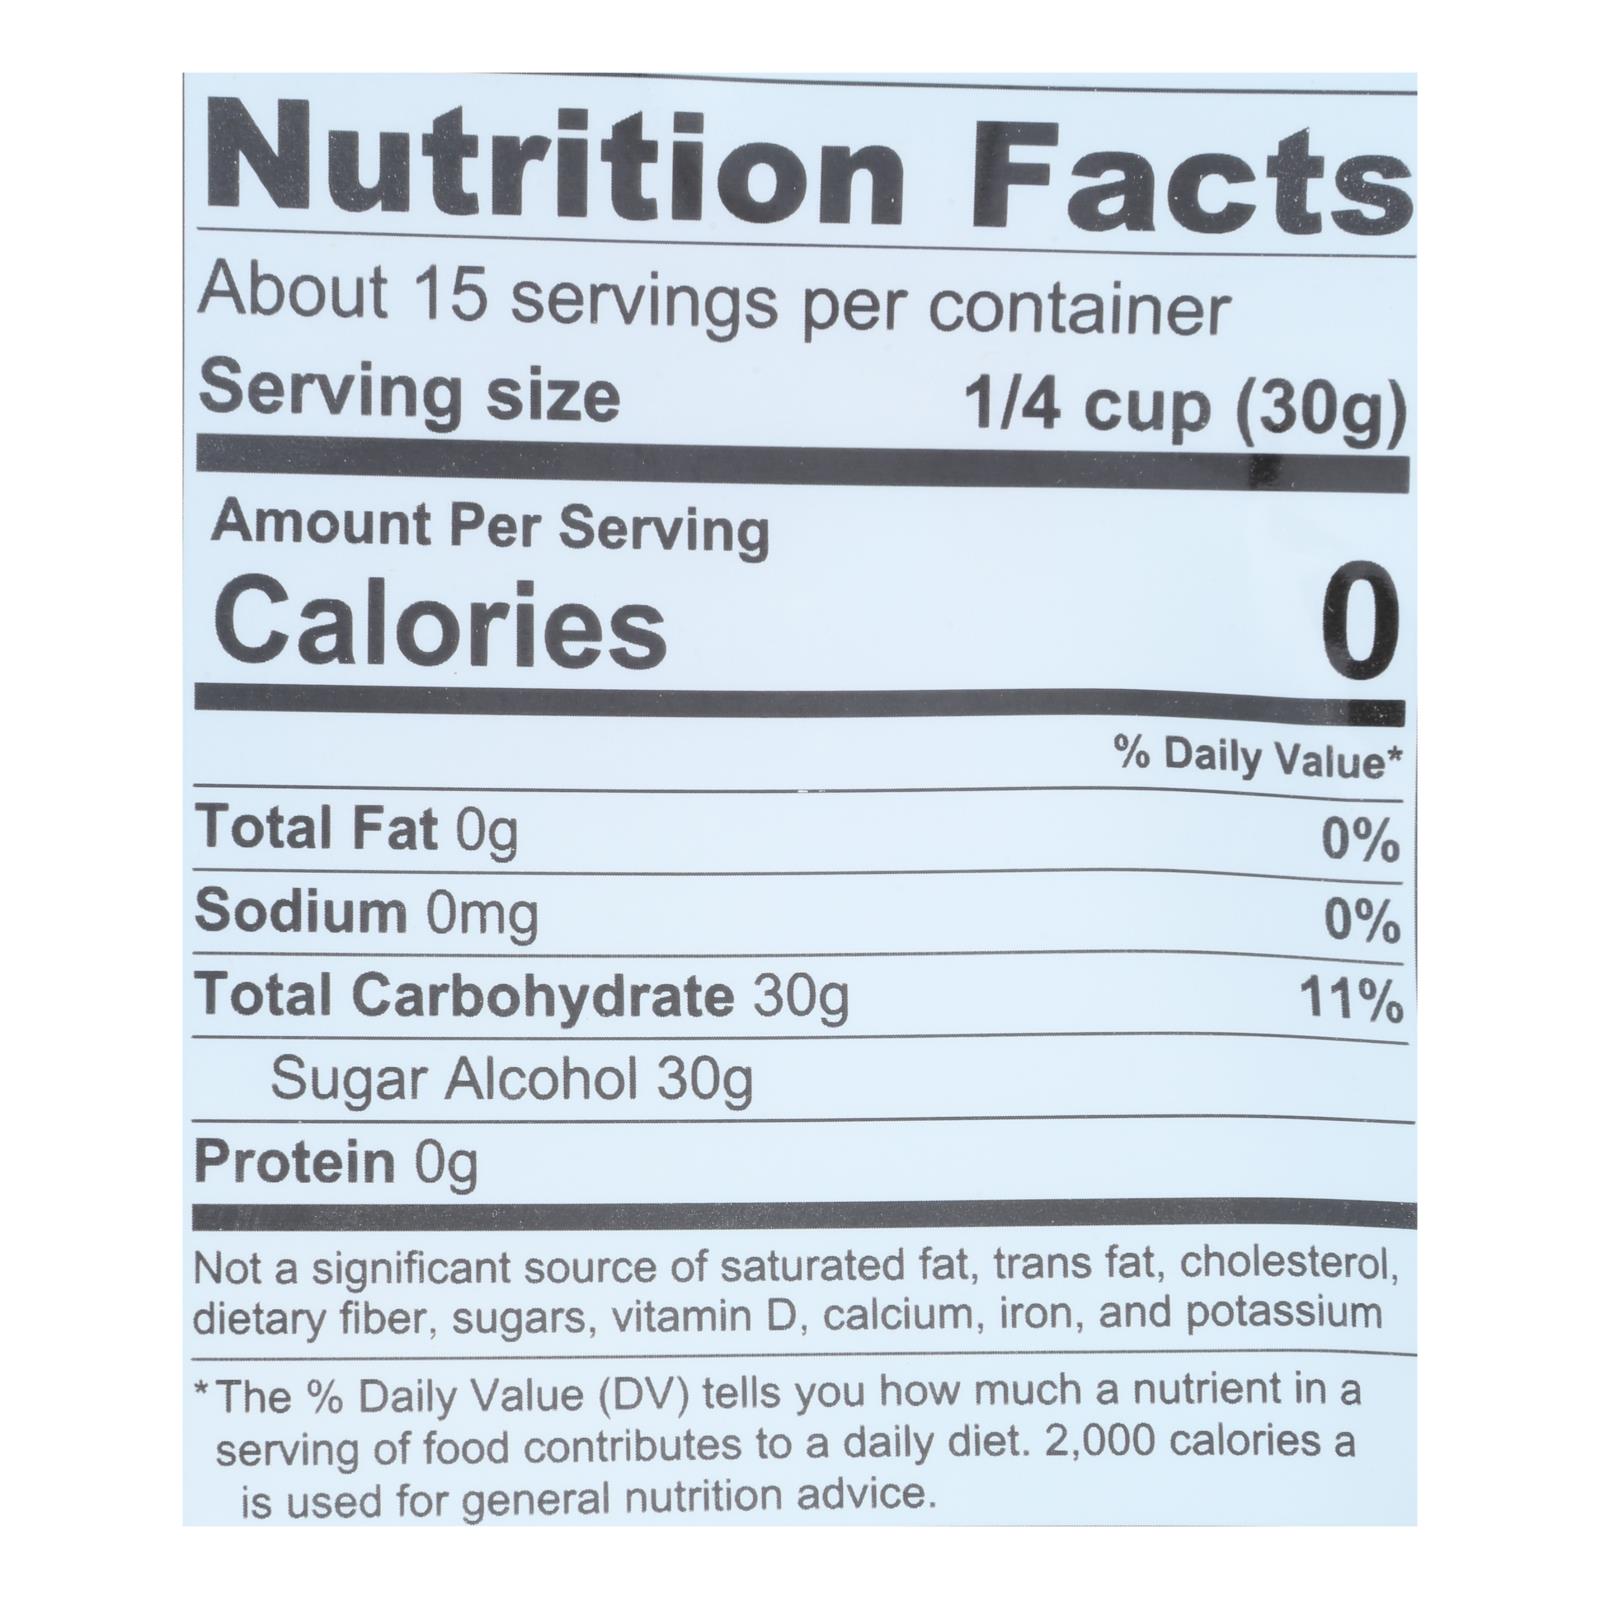 Nutrition Facts
About 15 servings per container
Serving size 1/4 cup (30g)
Amount Per Serving
Calories 0
% Daily Value*
Total Fat 0g 0%
Sodium 0mg 0%
Total Carbohydrate 30g 11%
Sugar Alcohol 30g
Protein 0g
Not a significant source of saturated fat, trans fat, cholesterol,
dietary fiber, sugars, vitamin D, calcium, iron, and potassium
*The % Daily Value (DV) tells you how much a nutrient in a
serving of food contributes to a daily diet. 2,000 calories a
is used for general nutrition advice.